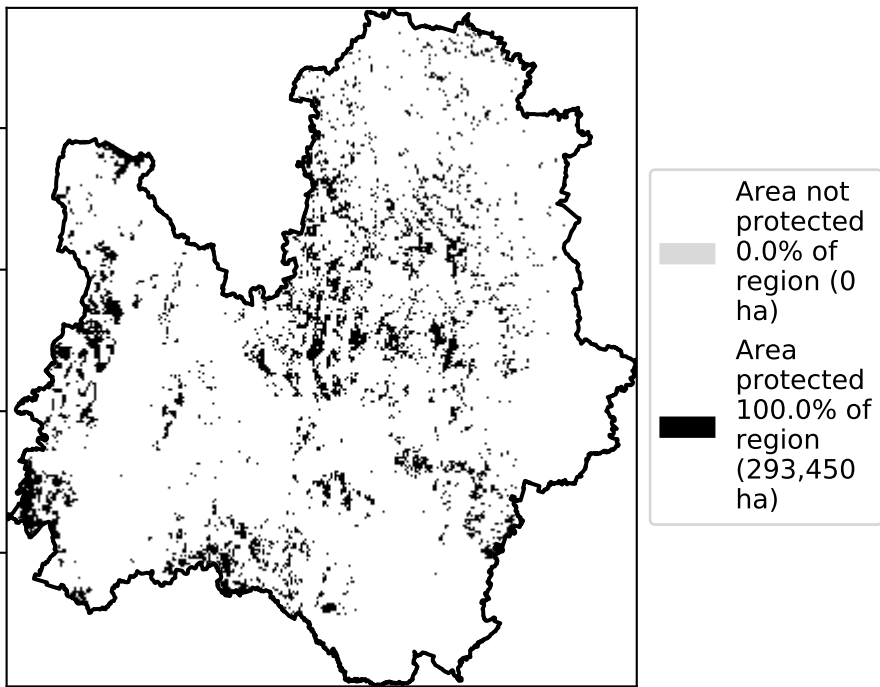 Area not
protected
0.0% of
region (0
ha)
Area
protected
100.0% of
region
(293,450
ha)